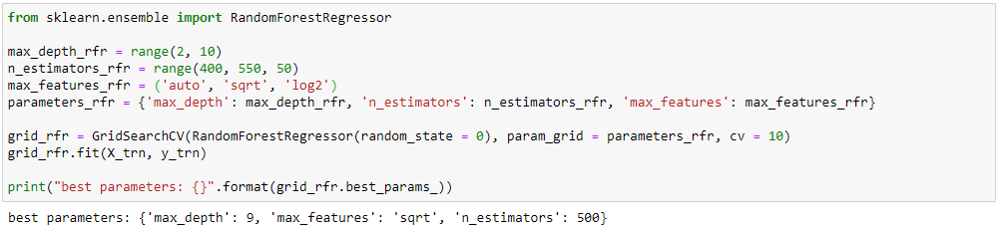 from sklearn.ensemble import RandomForestRegressor
max_depth_rfr = range(2, 10)
n_estimators_rfr = range(400, 550, 50)
max_features_rfr = ('auto', 'sqrt', 'log2')
parameters_rfr = {'max_depth': max_depth_rfr, 'n_estimators': n_estimators_rfr, 'max_features': max_features_rfr}
grid_rfr = GridSearchCV(RandomForestRegressor(random_state = 0), param_grid = parameters_rfr, cv = 10)
grid_rfr.fit(X_trn, y_trn)
print("best parameters: {}".format(grid_rfr.best_params_))
best parameters: {'max_depth': 9, 'max_features': 'sqrt', 'n_estimators': 500}